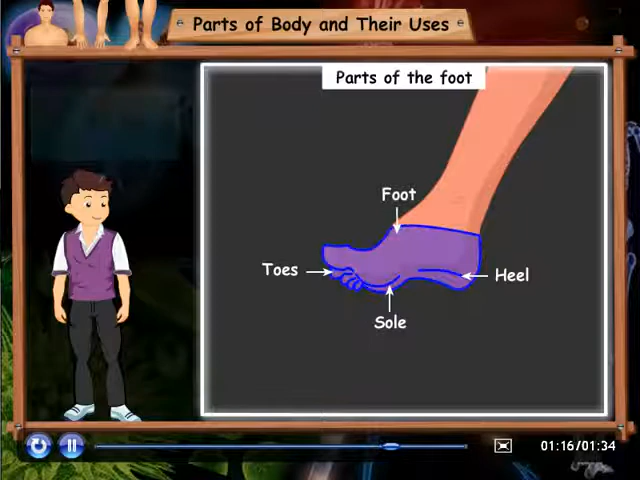 Parts of Body and Their Uses
Parts of the foot
Foot
Toes
Heel
Sole
01:16/01:34